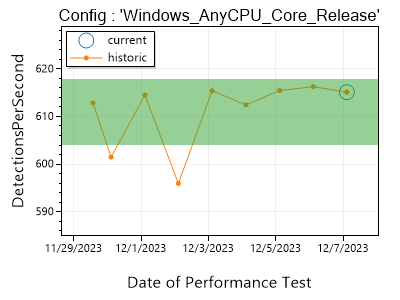 Config : 'Windows_AnyCPU_Core_Release'
current
historic
DetectionsPerSecond
620
610
600
590
11/29/2023
12/1/2023
12/3/2023
12/5/2023
12/7/2023
Date of Performance Test